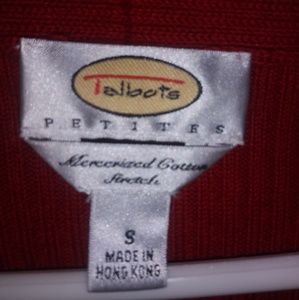 Talbots
PETITES
Mercerized Cotton
Stretch
S
MADE IN
HONG KONG